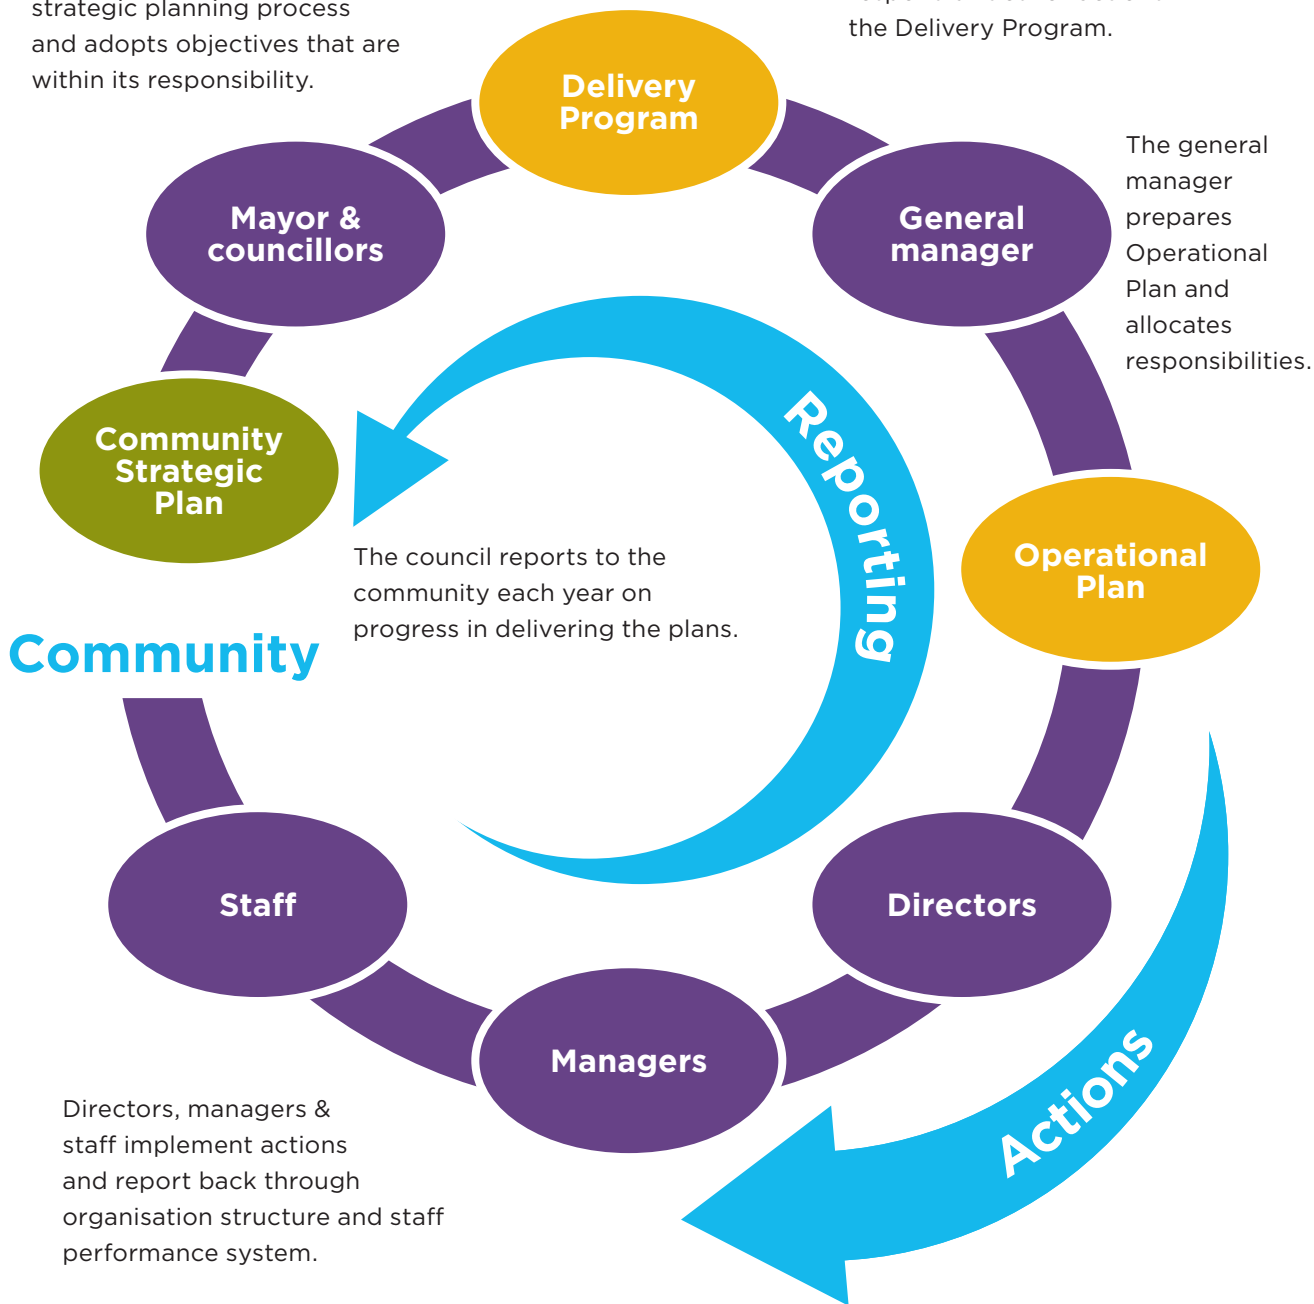 strategic planning process
and adopts objectives that are
within its responsibility.
the Delivery Program.
Delivery
Program
Mayor &
councillors
General
manager
The general
manager
prepares
Operational
Plan and
allocates
responsibilities.
Community
Strategic
Plan
Reporting
The council reports to the
community each year on
progress in delivering the plans.
Operational
Plan
Community
Staff
Directors
Managers
Actions
Directors, managers &
staff implement actions
and report back through
organisation structure and staff
performance system.